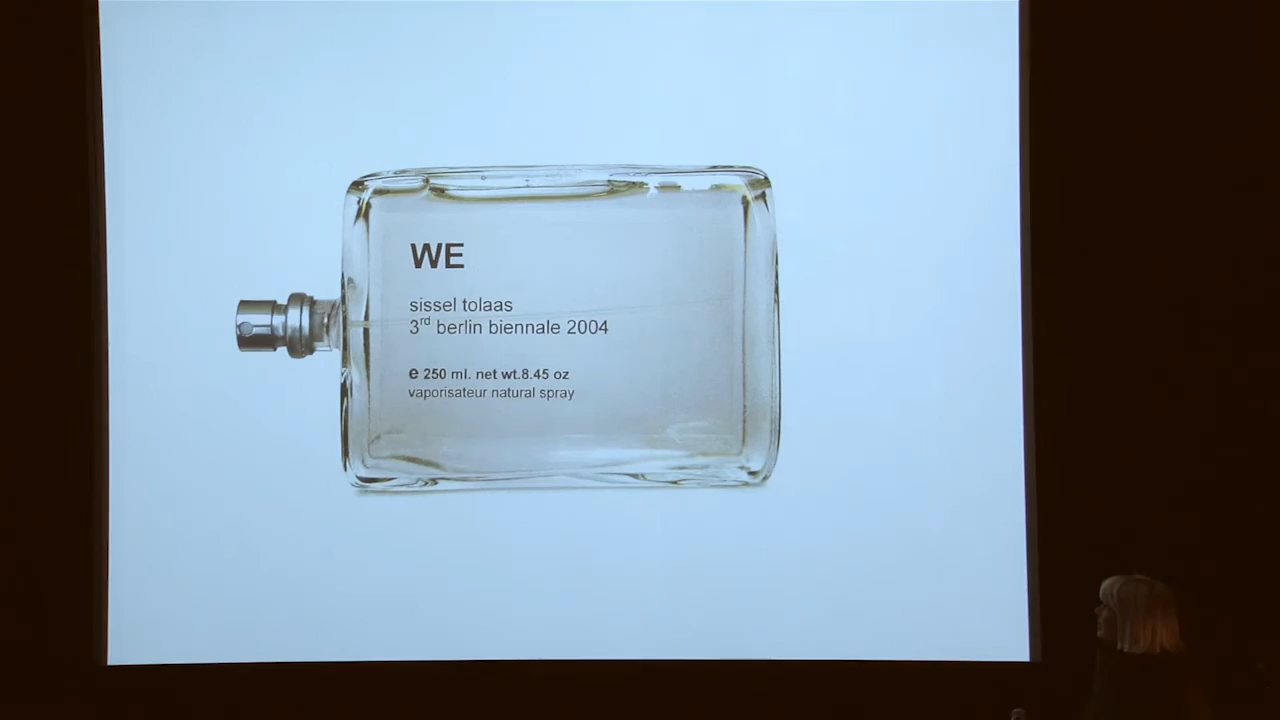 WE
sissel tolaas
3rd berlin biennale 2004
e 250 ml. net wt.8.45 oz
vaporisateur natural spray